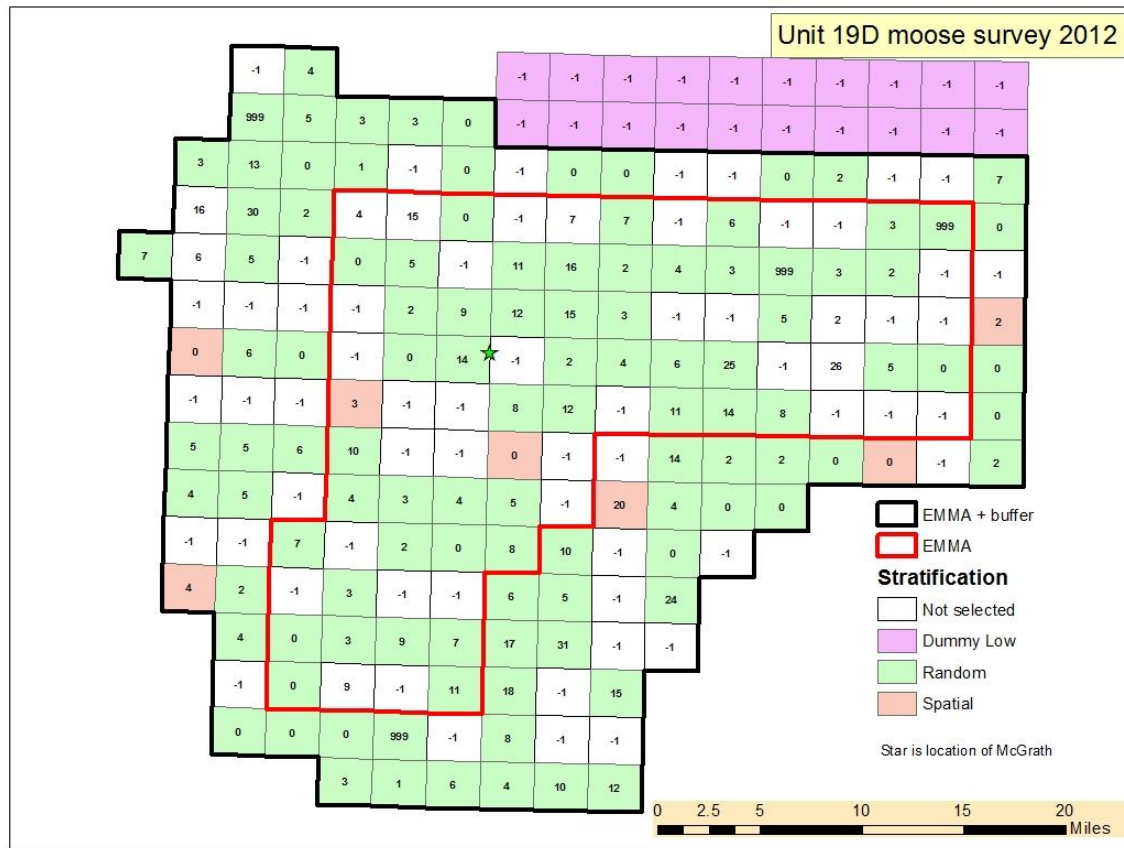 Unit 19D moose survey 2012
-1 4 -1 -1 -1 -1 -1 -1 -1 -1 -1 -1
999 5 3 3 0 -1 -1 -1 -1 -1 -1 -1 -1 -1 -1
3 13 0 1 -1 0 -1 0 0 -1 -1 0 2 -1 -1 7
16 30 2 4 15 0 -1 7 7 -1 6 -1 -1 3 999 0
7 6 5 -1 0 5 -1 11 16 2 4 3 999 3 2 -1 -1
-1 -1 -1 -1 2 9 12 15 3 -1 -1 5 2 -1 -1 2
0 6 0 -1 0 14 -1 2 4 6 25 -1 26 5 0 0
-1 -1 -1 3 -1 -1 8 12 -1 11 14 8 -1 -1 -1 0
5 5 6 10 -1 -1 0 -1 -1 14 2 2 0 0 -1 2
4 5 -1 4 3 4 5 -1 20 4 0 0
-1 -1 7 -1 2 0 8 10 -1 0 -1
4 2 -1 3 -1 -1 6 5 -1 24
4 0 3 9 7 17 31 -1 -1
-1 0 9 -1 11 18 -1 15
0 0 0 999 -1 8 -1 -1
3 1 6 4 10 12
EMMA + buffer
EMMA
Stratification
Not selected
Dummy Low
Random
Spatial
Star is location of McGrath
0 2.5 5 10 15 20
Miles